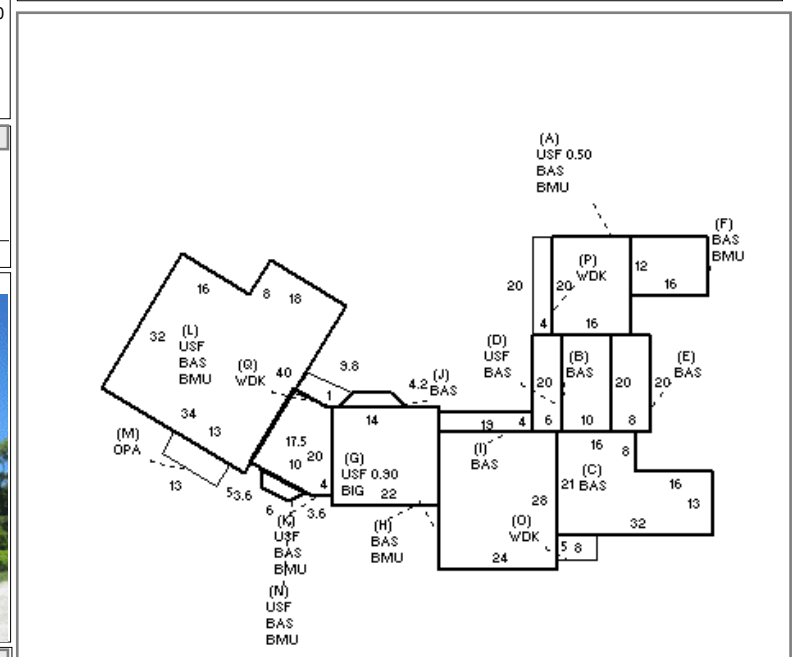 (A)
USF 0.50
BAS
BMU
(F)
BAS
BMU
12
16
(P)
WDK
20
20
4
16
16
8
18
32
(L)
USF
BAS
BMU
(Q)
WDK
40
9.8
1
4.2
(J)
BAS
(D)
USF
BAS
(B)
BAS
(E)
BAS
20
20
20
6
10
8
34
13
(M)
OPA
13
5
3.6
14
19
4
17.5
10
20
4
(G)
USF 0.90
BIG
22
(I)
BAS
16
8
(C)
BAS
21
16
13
32
28
(O)
WDK
5
8
24
6
3.6
(K)
USF
BAS
BMU
(H)
BAS
BMU
(N)
USF
BAS
BMU